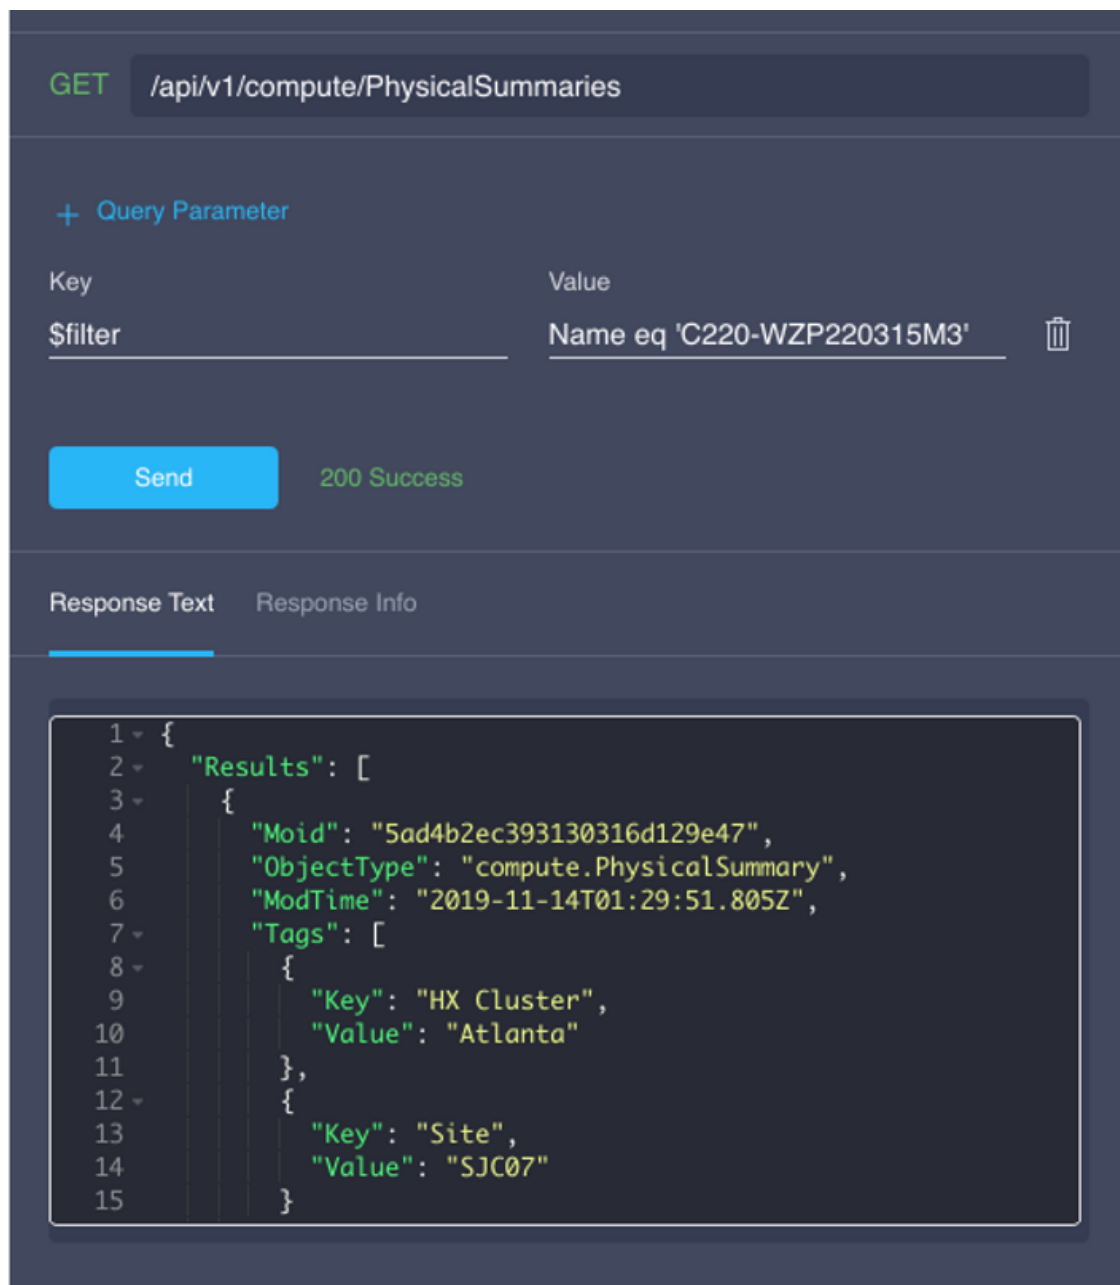 GET /api/v1/compute/PhysicalSummaries
+ Query Parameter
Key Value
$filter Name eq 'C220-WZP220315M3'
Send 200 Success
Response Text Response Info
1 {
2 "Results": [
3 {
4 "Moid": "5ad4b2ec393130316d129e47",
5 "ObjectType": "compute.PhysicalSummary",
6 "ModTime": "2019-11-14T01:29:51.805Z",
7 "Tags": [
8 {
9 "Key": "HX Cluster",
10 "Value": "Atlanta"
11 },
12 {
13 "Key": "Site",
14 "Value": "SJC07"
15 }